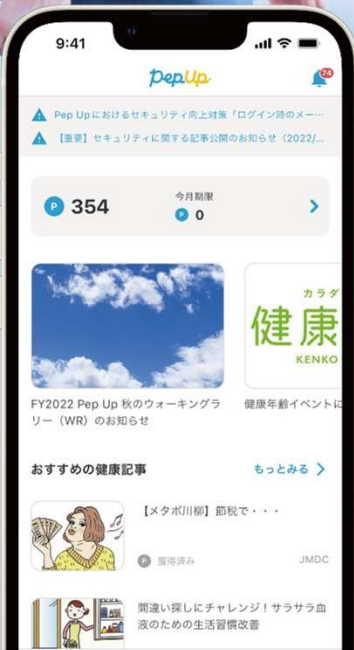 9:41
PepUp
74
Pep Upにおけるセキュリティ向上対策「ログイン時のメー…
【重要】セキュリティに関する記事公開のお知らせ（2022/…
P 354
今月期限
P 0
カラダ
健康
KENKO
FY2022 Pep Up 秋のウォーキングラ
リー（WR）のお知らせ
健康年齢イベントに
おすすめの健康記事
もっとみる
【メタボ川柳】節税で・・・
P 獲得済み
JMDC
間違い探しにチャレンジ！サラサラ血
液のための生活習慣改善